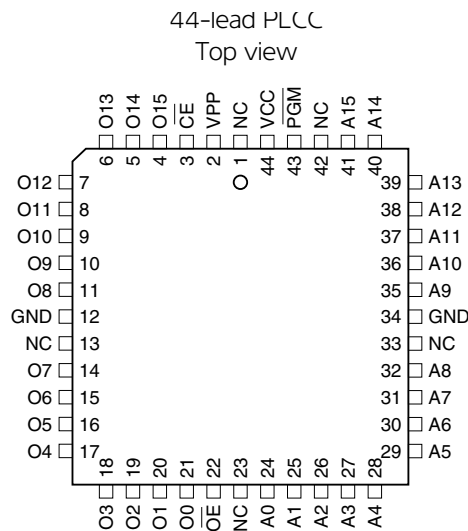 44-lead PLCC
Top view
O13 O14 O15 CE VPP NC VCC PGM NC A15 A14
6 5 4 3 2 1 44 43 42 41 40
O12 7 39 A13
O11 8 38 A12
O10 9 37 A11
O9 10 36 A10
O8 11 35 A9
GND 12 34 GND
NC 13 33 NC
O7 14 32 A8
O6 15 31 A7
O5 16 30 A6
O4 17 29 A5
18 19 20 21 22 23 24 25 26 27 28
O3 O2 O1 O0 OE NC A0 A1 A2 A3 A4